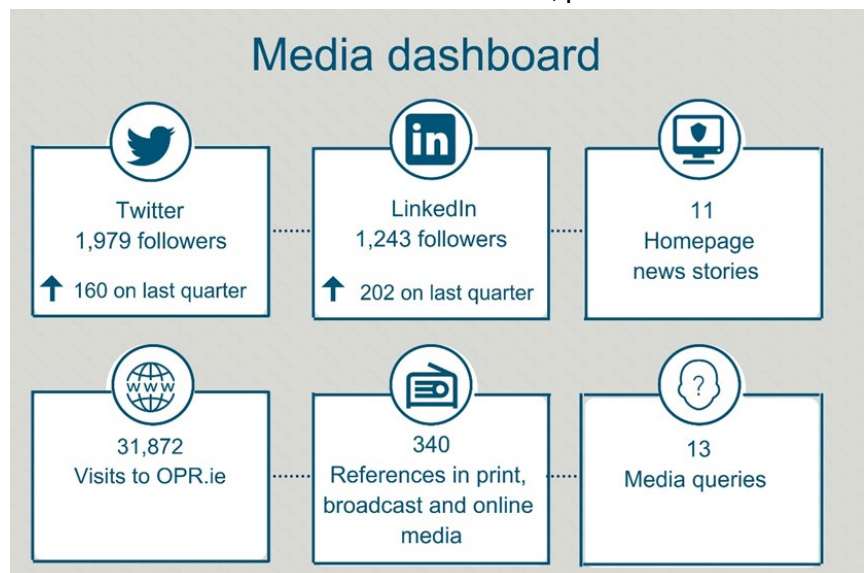 Media dashboard
Twitter
1,979 followers
160 on last quarter
in
LinkedIn
1,243 followers
202 on last quarter
11
Homepage
news stories
www
31,872
Visits to OPR.ie
340
References in print,
broadcast and online
media
?
13
Media queries